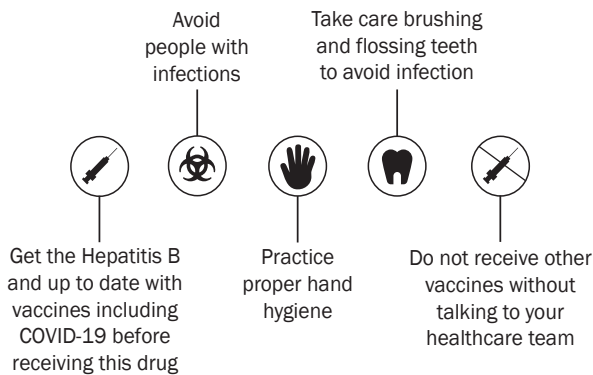 Avoid
people with
infections
Take care brushing
and flossing teeth
to avoid infection
Get the Hepatitis B
and up to date with
vaccines including
COVID-19 before
receiving this drug
Practice
proper hand
hygiene
Do not receive other
vaccines without
talking to your
healthcare team